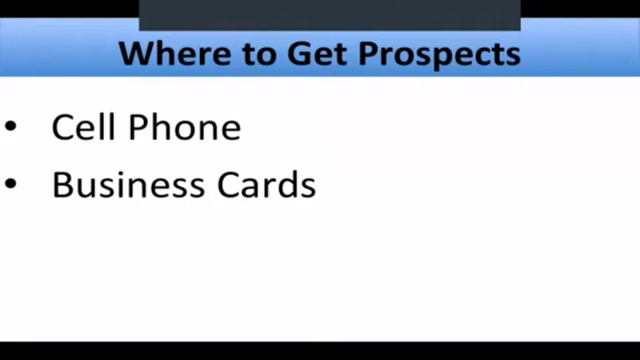 Where to Get Prospects
• Cell Phone
• Business Cards